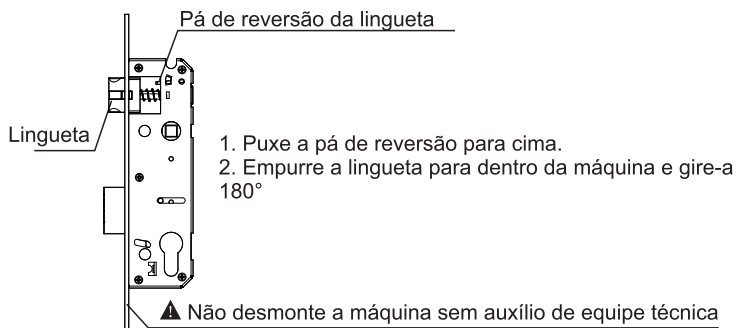 Pá de reversão da lingueta
Lingueta
1. Puxe a pá de reversão para cima.
2. Empurre a lingueta para dentro da máquina e gire-a
180°
Não desmonte a máquina sem auxílio de equipe técnica